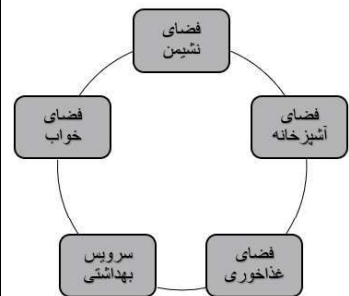 فضای
نشیمن
فضای
آشپزخانه
فضای
خواب
فضای
غذاخوری
سرویس
بهداشتی